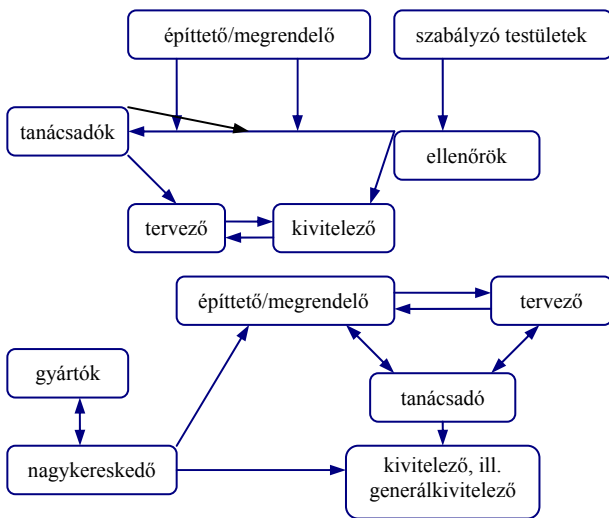 építtető/megrendelő
szabályzó testületek
tanácsadók
ellenőrök
tervező
kivitelező
építtető/megrendelő
tervező
gyártók
tanácsadó
nagykereskedő
kivitelező, ill.
generálkivitelező